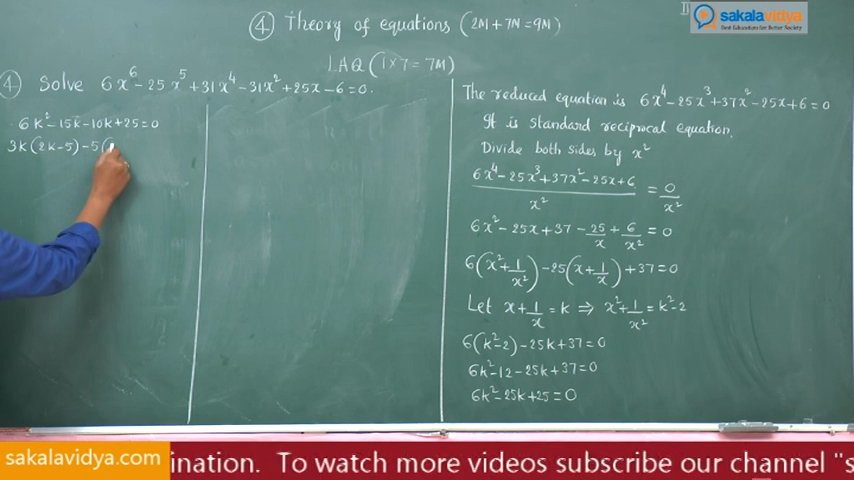 ④ Theory of equations (2M+7M=9M)
sakalavidya
LAQ (1×7=7M)
④ Solve 6x⁶-25x⁵+31x⁴-31x²+25x-6=0.
6k²-15k-10k+25=0
3k(2k-5)-5(
The reduced equation is 6x⁴-25x³+37x²-25x+6=0
It is standard reciprocal equation.
Divide both sides by x²
6x⁴-25x³+37x²-25x+6 / x² = 0 / x²
6x²-25x+37-25/x+6/x²=0
6(x²+1/x²)-25(x+1/x)+37=0
Let x+1/x=k ⇒ x²+1/x²=k²-2
6(k²-2)-25k+37=0
6k²-12-25k+37=0
6k²-25k+25=0
sakalavidya.com ination. To watch more videos subscribe our channel "s